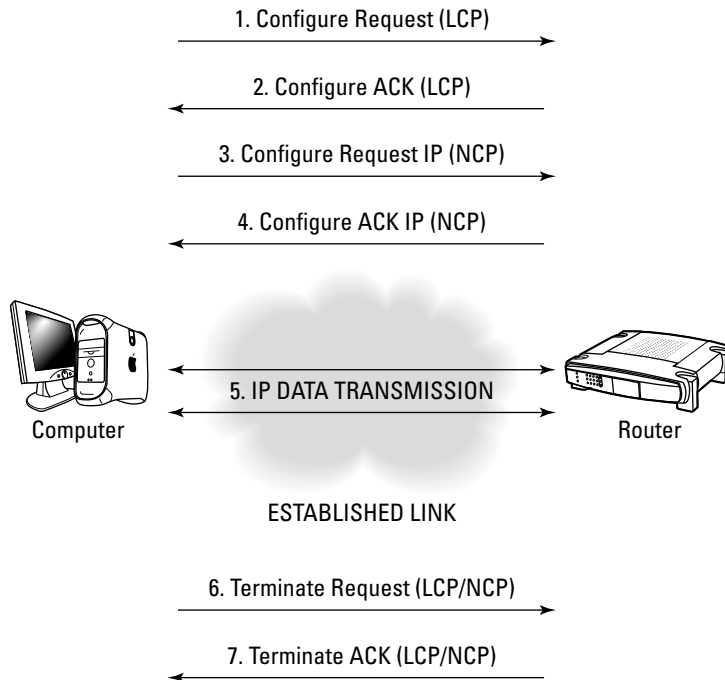 1. Configure Request (LCP)
2. Configure ACK (LCP)
3. Configure Request IP (NCP)
4. Configure ACK IP (NCP)
5. IP DATA TRANSMISSION
Computer
Router
ESTABLISHED LINK
6. Terminate Request (LCP/NCP)
7. Terminate ACK (LCP/NCP)